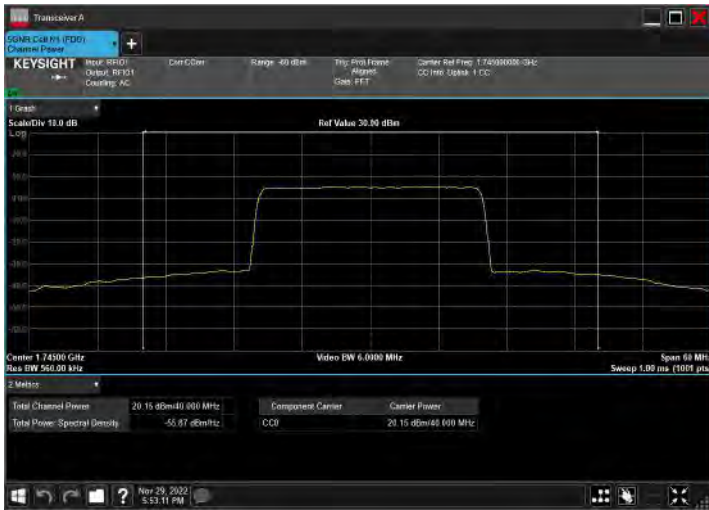 Transceiver A
5GNR Cell N1 (FDD)
Channel Power
+
KEYSIGHT
Input: RFIO1
Output: RFIO1
Coupling: AC
Corr CCorr
Range: -60 dBm
Trig: Prdc Frame
Aligned
Gate: FFT
Carrier Ref Freq: 1.745000000 GHz
CC Info: Uplink, 1 CC
1 Graph
Scale/Div 10.0 dB
Ref Value 30.00 dBm
Log
Center 1.74500 GHz
Video BW 6.0000 MHz
Span 60 MHz
Res BW 560.00 kHz
Sweep 1.00 ms (1001 pts
2 Metrics
Total Channel Power
20.15 dBm/40.000 MHz
Component Carrier
Carrier Power
Total Power Spectral Density
-55.87 dBm/Hz
CC0
20.15 dBm/40.000 MHz
?
Nov 29, 2022
5:53:11 PM